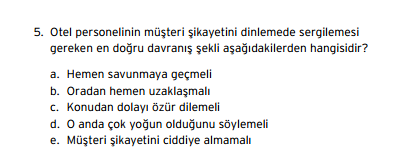 5. Otel personelinin müşteri şikayetini dinlemede sergilemesi
gereken en doğru davranış şekli aşağıdakilerden hangisidir?
a. Hemen savunmaya geçmeli
b. Oradan hemen uzaklaşmalı
c. Konudan dolayı özür dilemeli
d. O anda çok yoğun olduğunu söylemeli
e. Müşteri şikayetini ciddiye almamalı